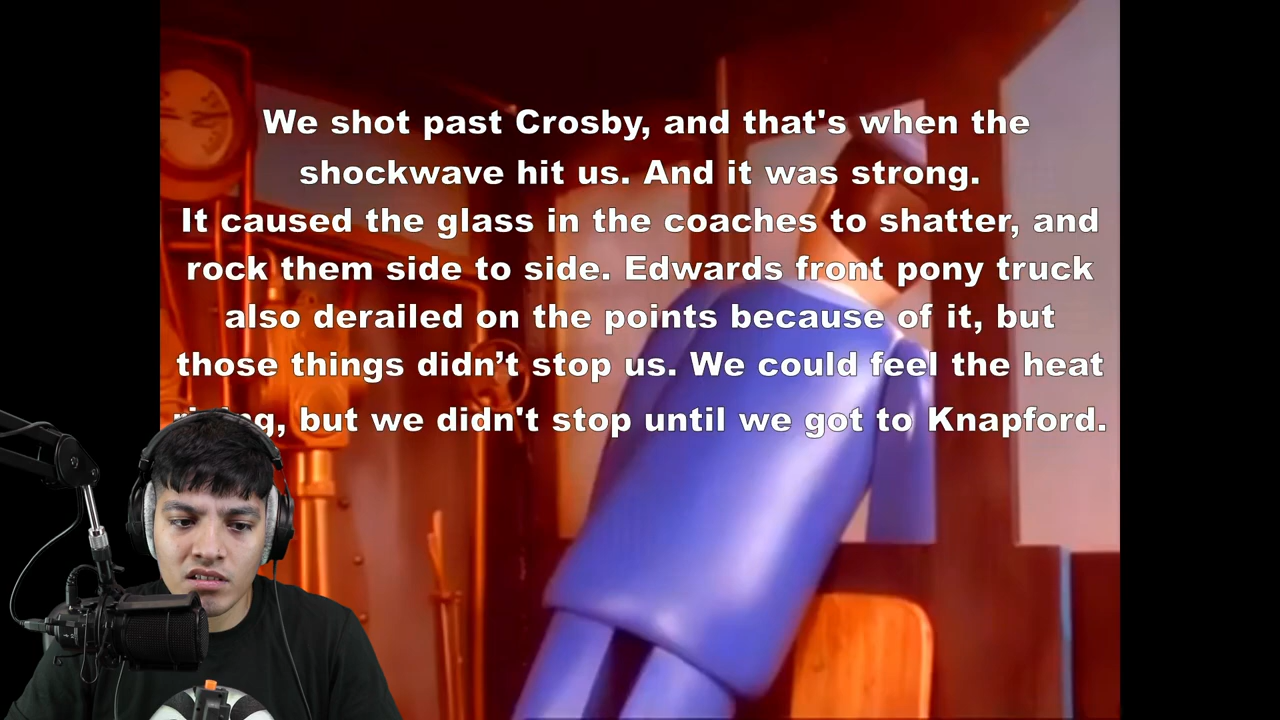 We shot past Crosby, and that's when the
shockwave hit us. And it was strong.
It caused the glass in the coaches to shatter, and
rock them side to side. Edwards front pony truck
also derailed on the points because of it, but
those things didn’t stop us. We could feel the heat
but we didn't stop until we got to Knapford.